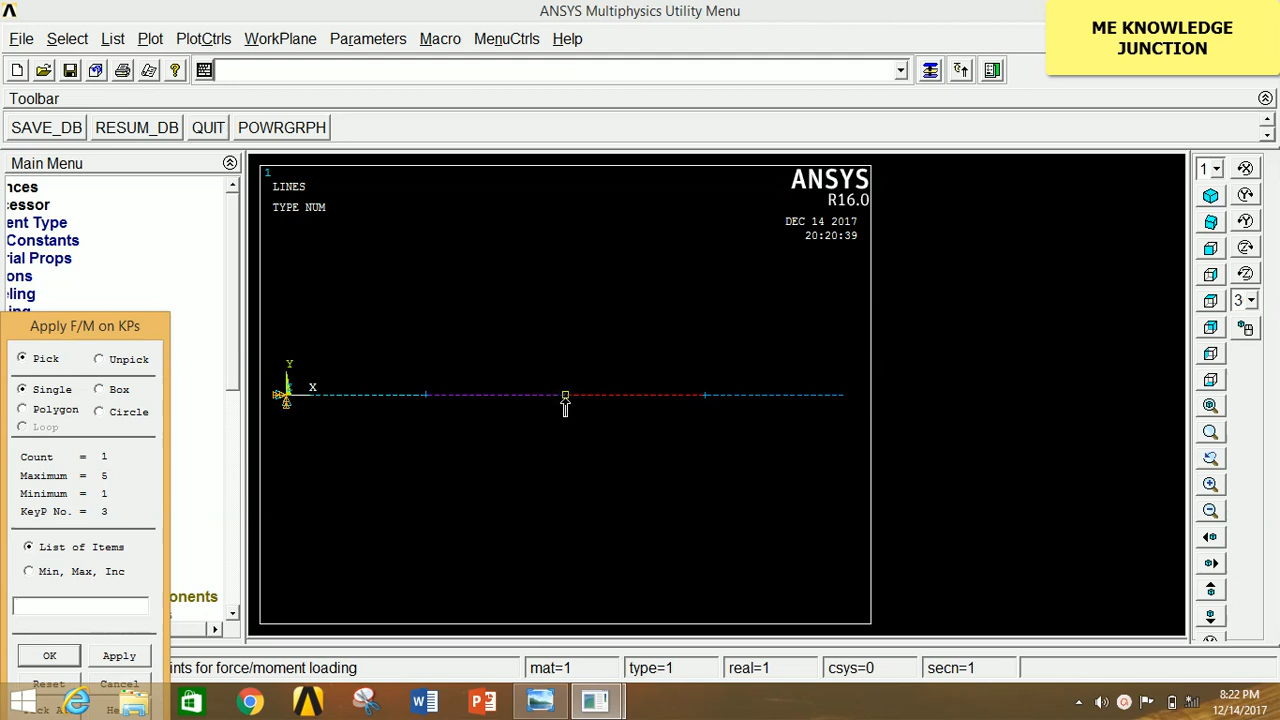 ANSYS Multiphysics Utility Menu
ME KNOWLEDGE
JUNCTION
File Select List Plot PlotCtrls WorkPlane Parameters Macro MenuCtrls Help
Toolbar
SAVE_DB RESUM_DB QUIT POWRGRPH
Main Menu
nces
cessor
ent Type
Constants
rial Props
ons
eling
Apply F/M on KPs
Pick Unpick
Single Box
Polygon Circle
Loop
Count = 1
Maximum = 5
Minimum = 1
KeyP No. = 3
List of Items
Min, Max, Inc
onents
OK Apply
Reset Cancel
1
LINES
TYPE NUM
ANSYS
R16.0
DEC 14 2017
20:20:39
Y
X
1
3
ints for force/moment loading
mat=1 type=1 real=1 csys=0 secn=1
8:22 PM
12/14/2017